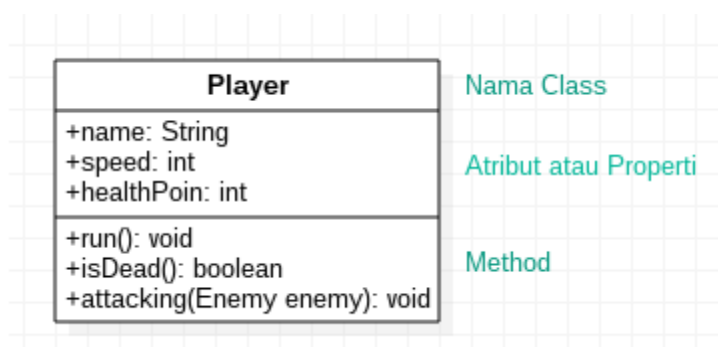 Player
Nama Class
+name: String
+speed: int
+healthPoin: int
Atribut atau Properti
+run(): void
+isDead(): boolean
+attacking(Enemy enemy): void
Method